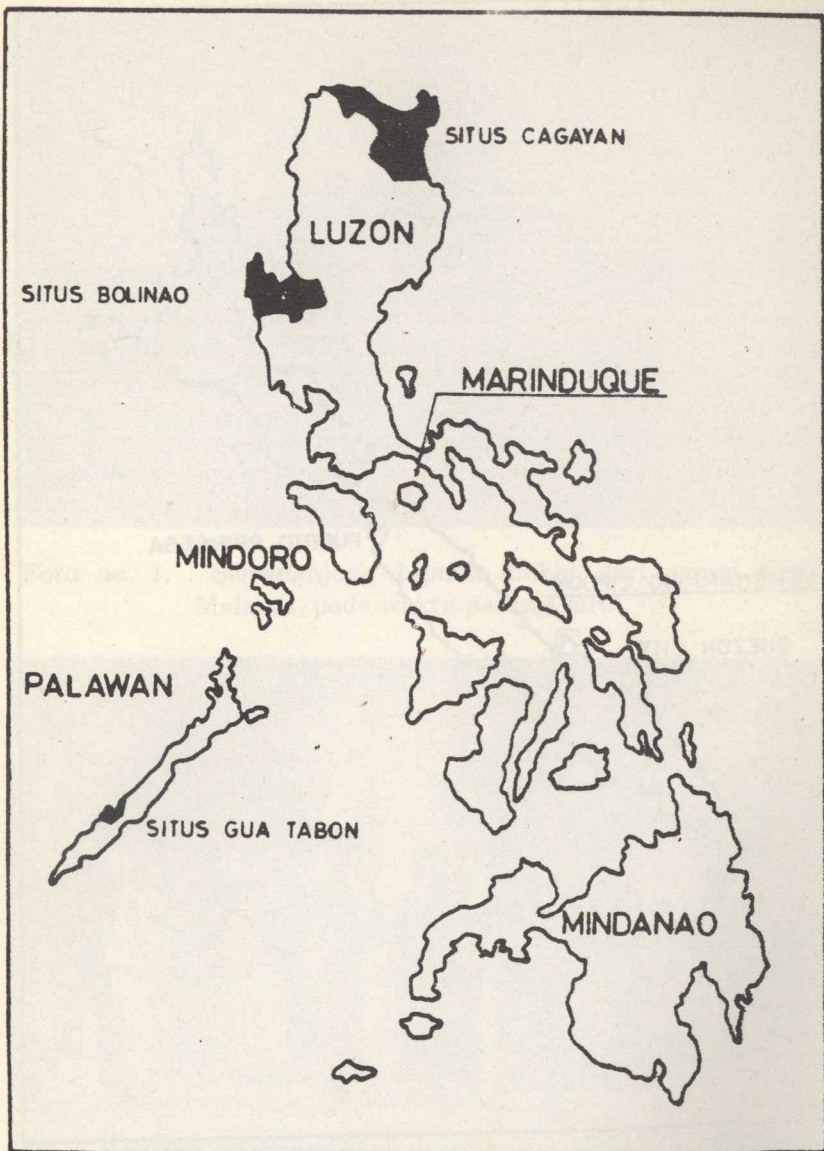 SITUS CAGAYAN
LUZON
SITUS BOLINAO
MARINDUQUE
MINDORO
PALAWAN
SITUS GUA TABON
MINDANAO